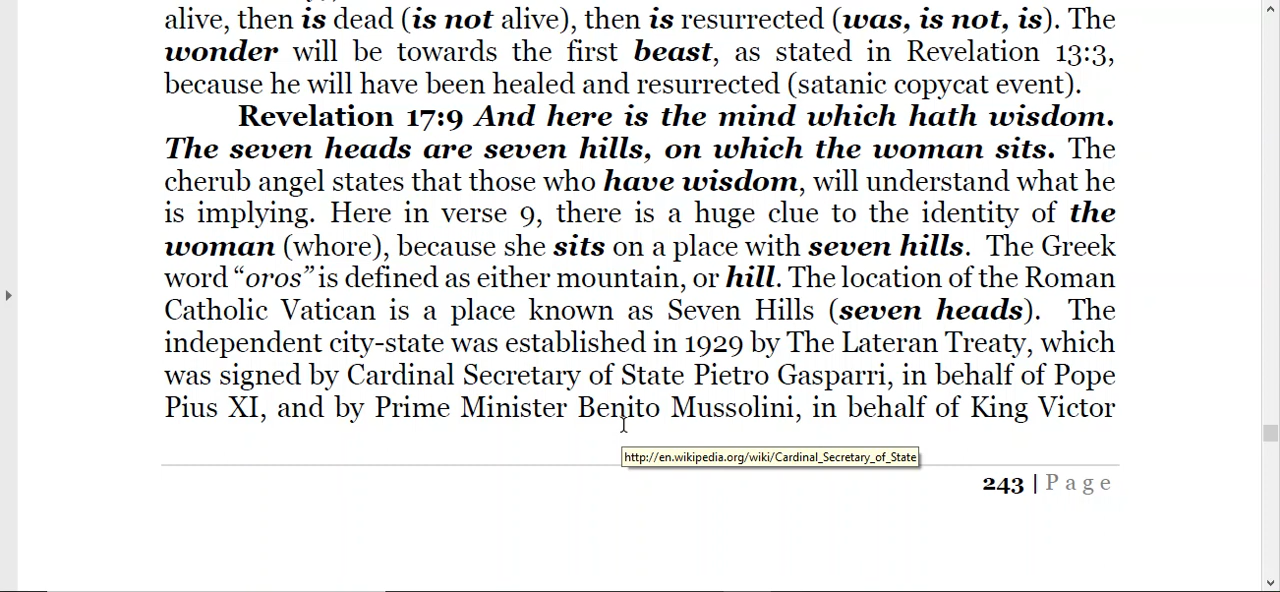 alive, then is dead (is not alive), then is resurrected (was, is not, is). The
wonder will be towards the first beast, as stated in Revelation 13:3,
because he will have been healed and resurrected (satanic copycat event).
Revelation 17:9 And here is the mind which hath wisdom.
The seven heads are seven hills, on which the woman sits. The
cherub angel states that those who have wisdom, will understand what he
is implying. Here in verse 9, there is a huge clue to the identity of the
woman (whore), because she sits on a place with seven hills. The Greek
word “oros” is defined as either mountain, or hill. The location of the Roman
Catholic Vatican is a place known as Seven Hills (seven heads). The
independent city-state was established in 1929 by The Lateran Treaty, which
was signed by Cardinal Secretary of State Pietro Gasparri, in behalf of Pope
Pius XI, and by Prime Minister Benito Mussolini, in behalf of King Victor
http://en.wikipedia.org/wiki/Cardinal_Secretary_of_State
243 | Page